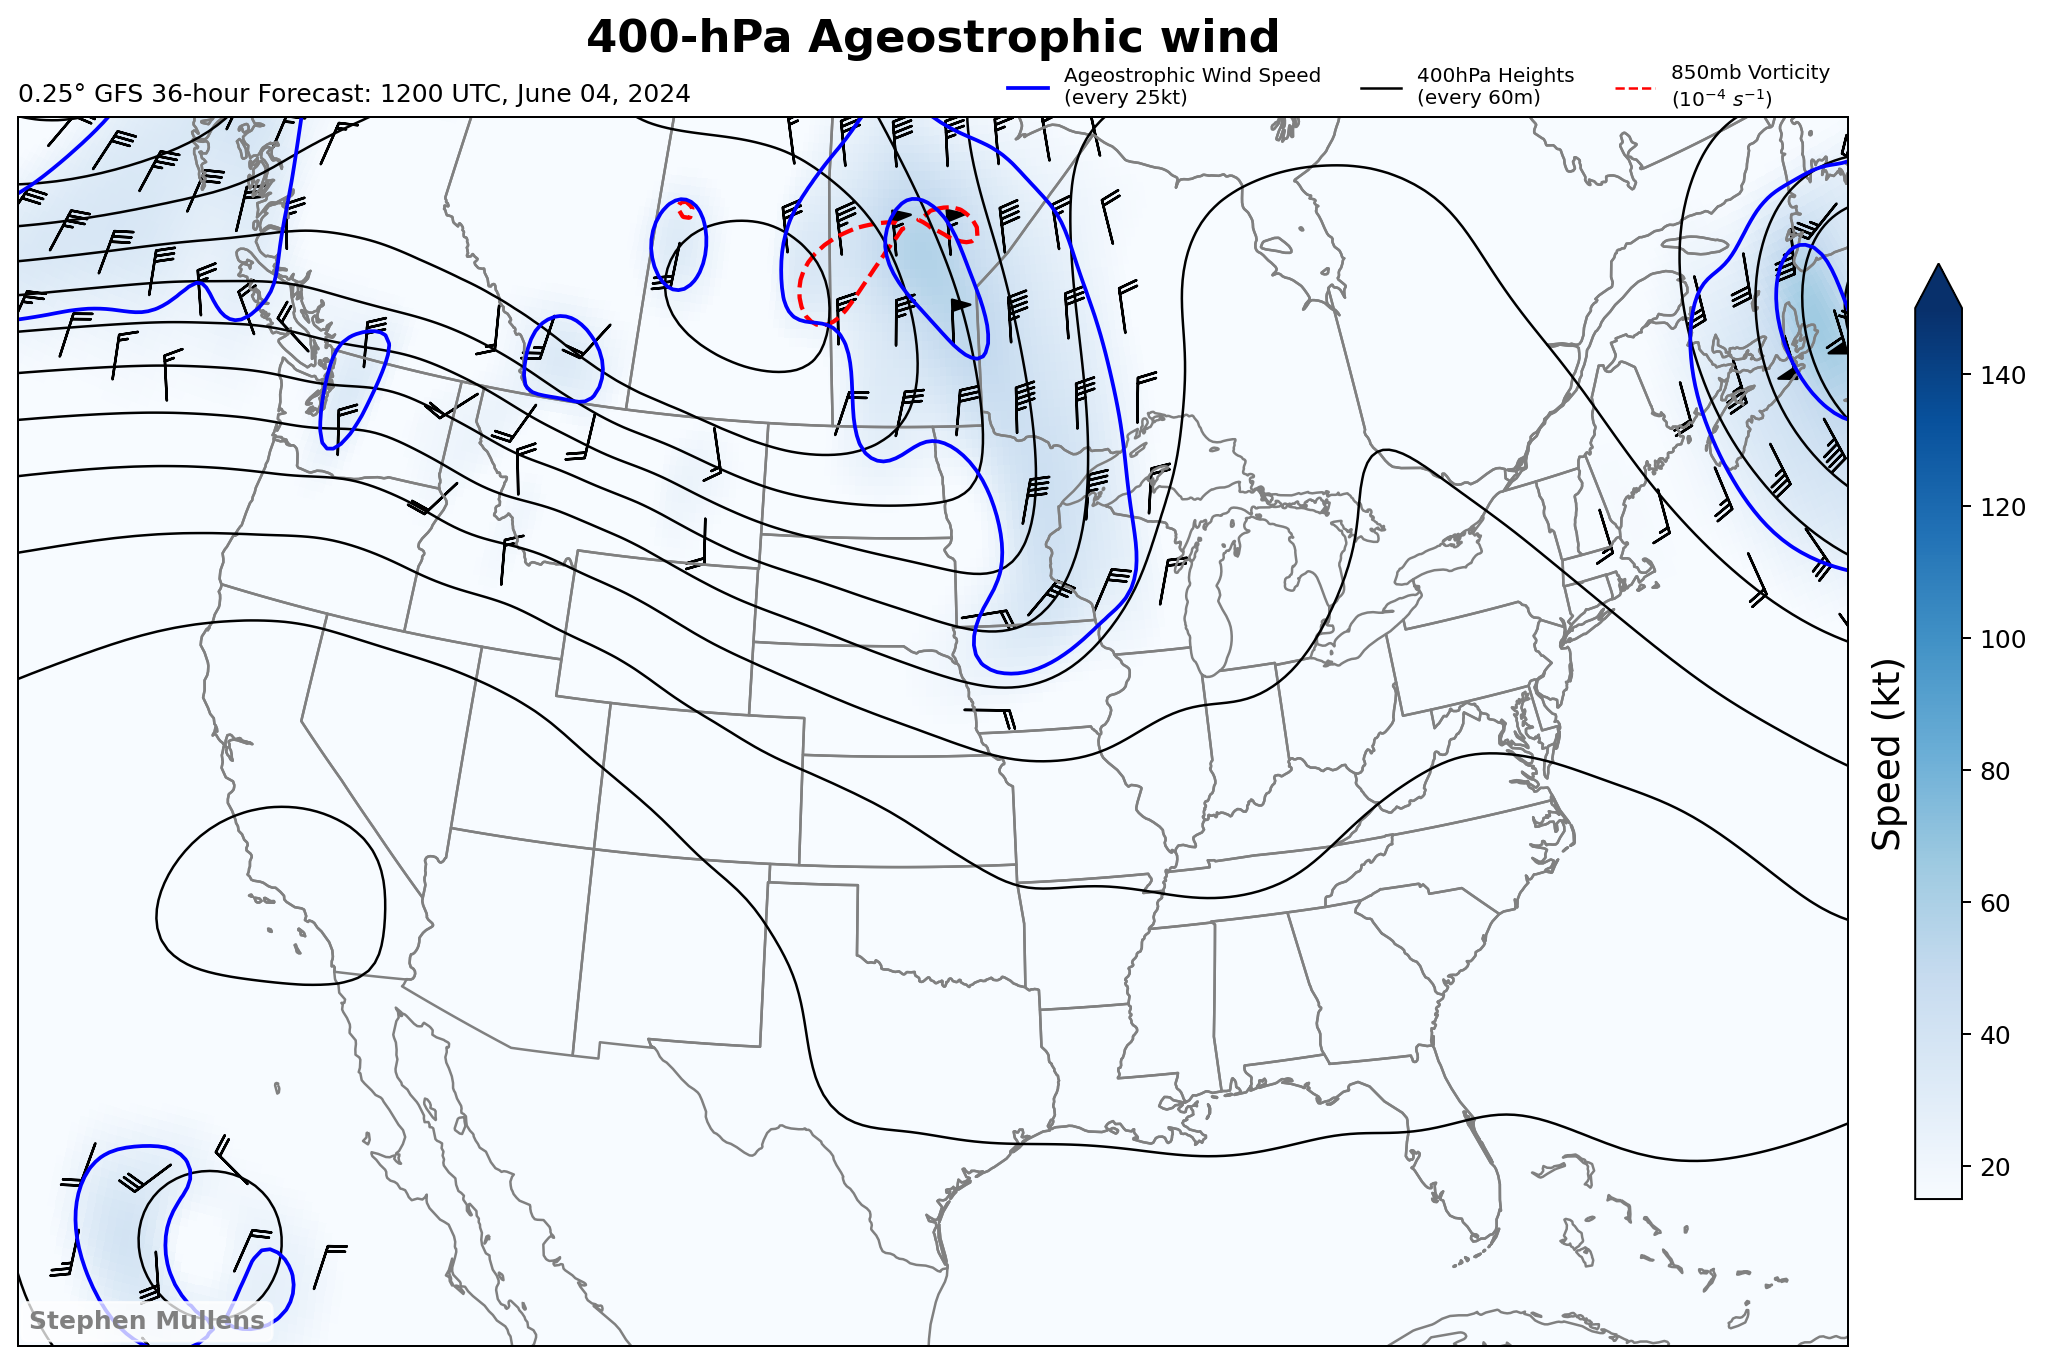 400-hPa Ageostrophic wind
0.25° GFS 36-hour Forecast: 1200 UTC, June 04, 2024
Ageostrophic Wind Speed
(every 25kt)
400hPa Heights
(every 60m)
850mb Vorticity
(10⁻⁴ s⁻¹)
140
120
100
80
60
40
20
Speed (kt)
Stephen Mullens